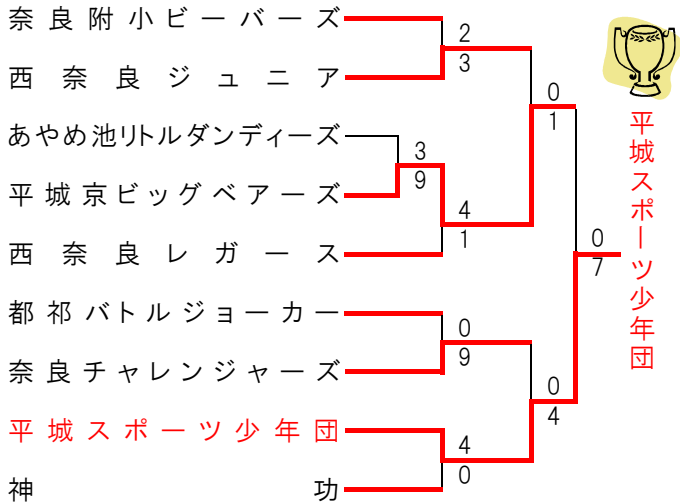 奈良附小ビーバーズ
西奈良ジュニア
あやめ池リトルダンディーズ
平城京ビッグベアーズ
西奈良レガース
都祁バトルジョーカー
奈良チャレンジャーズ
平城スポーツ少年団
神功
2
3
3
9
4
1
0
9
4
0
0
1
0
4
0
7
平城スポーツ少年団